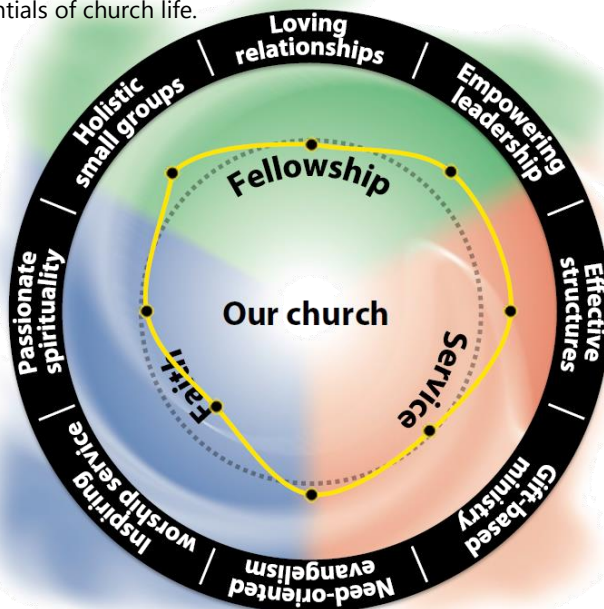 ntials of church life.
Loving
relationships
Empowering
leadership
Effective
structures
Gift-based
ministry
Need-oriented
evangelism
Inspiring
worship service
Passionate
spirituality
Holistic
small groups
Fellowship
Our church
Service
Faith